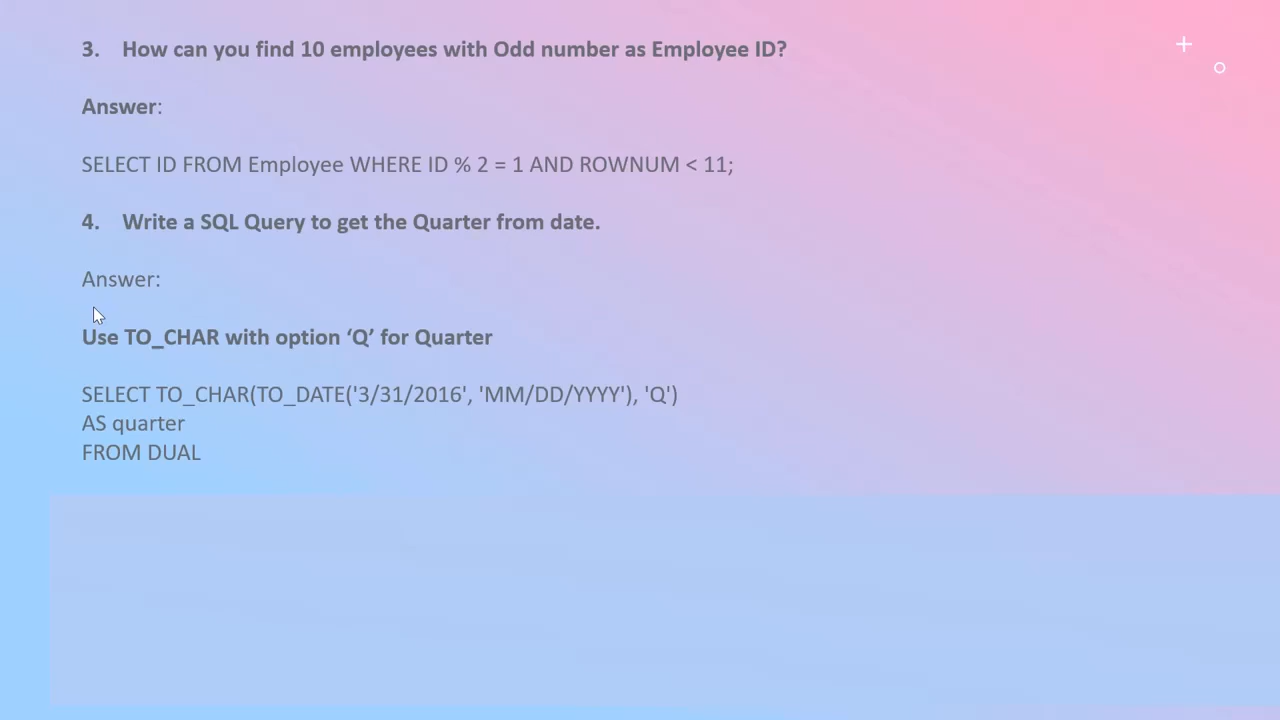 3. How can you find 10 employees with Odd number as Employee ID?
Answer:
SELECT ID FROM Employee WHERE ID % 2 = 1 AND ROWNUM < 11;
4. Write a SQL Query to get the Quarter from date.
Answer:
Use TO_CHAR with option ‘Q’ for Quarter
SELECT TO_CHAR(TO_DATE('3/31/2016', 'MM/DD/YYYY'), 'Q')
AS quarter
FROM DUAL